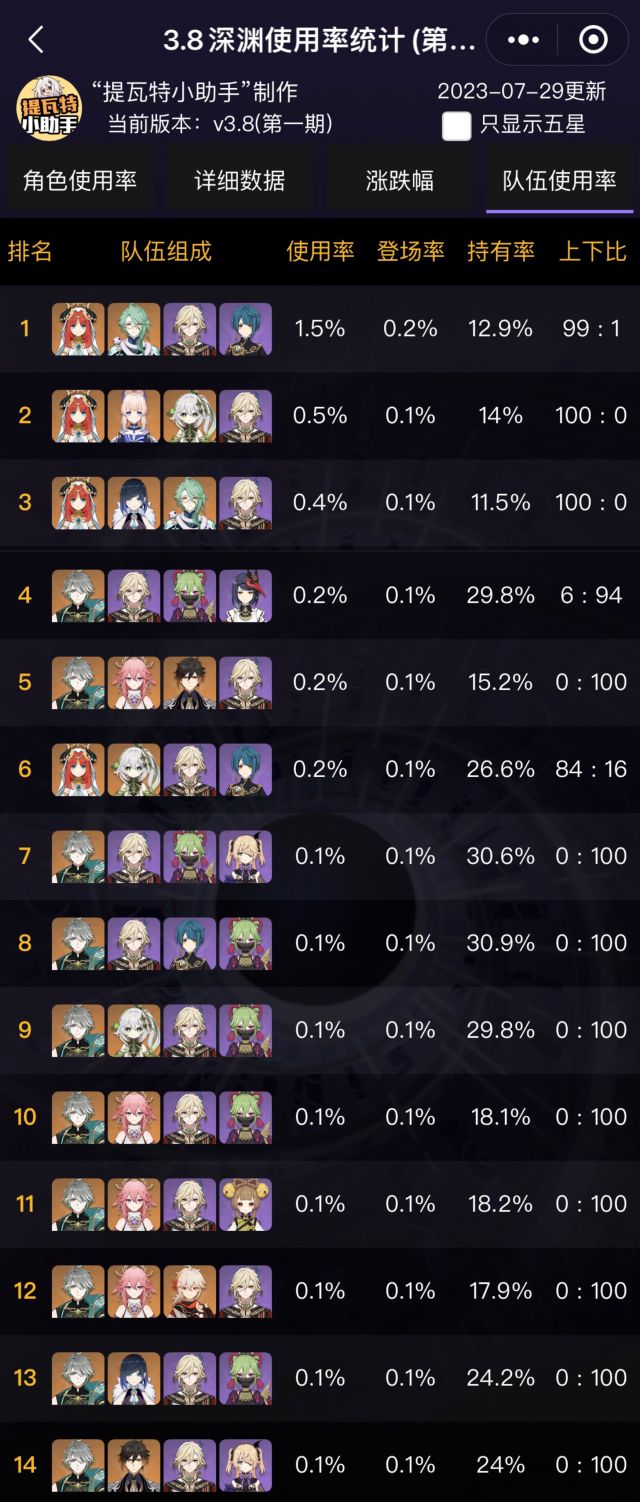 3.8深渊使用率统计 (第...
“提瓦特小助手”制作
2023-07-29更新
提瓦特
小助手
当前版本：v3.8(第一期)
只显示五星
角色使用率 详细数据 涨跌幅 队伍使用率
排名 队伍组成 使用率 登场率 持有率 上下比
1 1.5% 0.2% 12.9% 99 : 1
2 0.5% 0.1% 14% 100 : 0
3 0.4% 0.1% 11.5% 100 : 0
4 0.2% 0.1% 29.8% 6 : 94
5 0.2% 0.1% 15.2% 0 : 100
6 0.2% 0.1% 26.6% 84 : 16
7 0.1% 0.1% 30.6% 0 : 100
8 0.1% 0.1% 30.9% 0 : 100
9 0.1% 0.1% 29.8% 0 : 100
10 0.1% 0.1% 18.1% 0 : 100
11 0.1% 0.1% 18.2% 0 : 100
12 0.1% 0.1% 17.9% 0 : 100
13 0.1% 0.1% 24.2% 0 : 100
14 0.1% 0.1% 24% 0 : 100